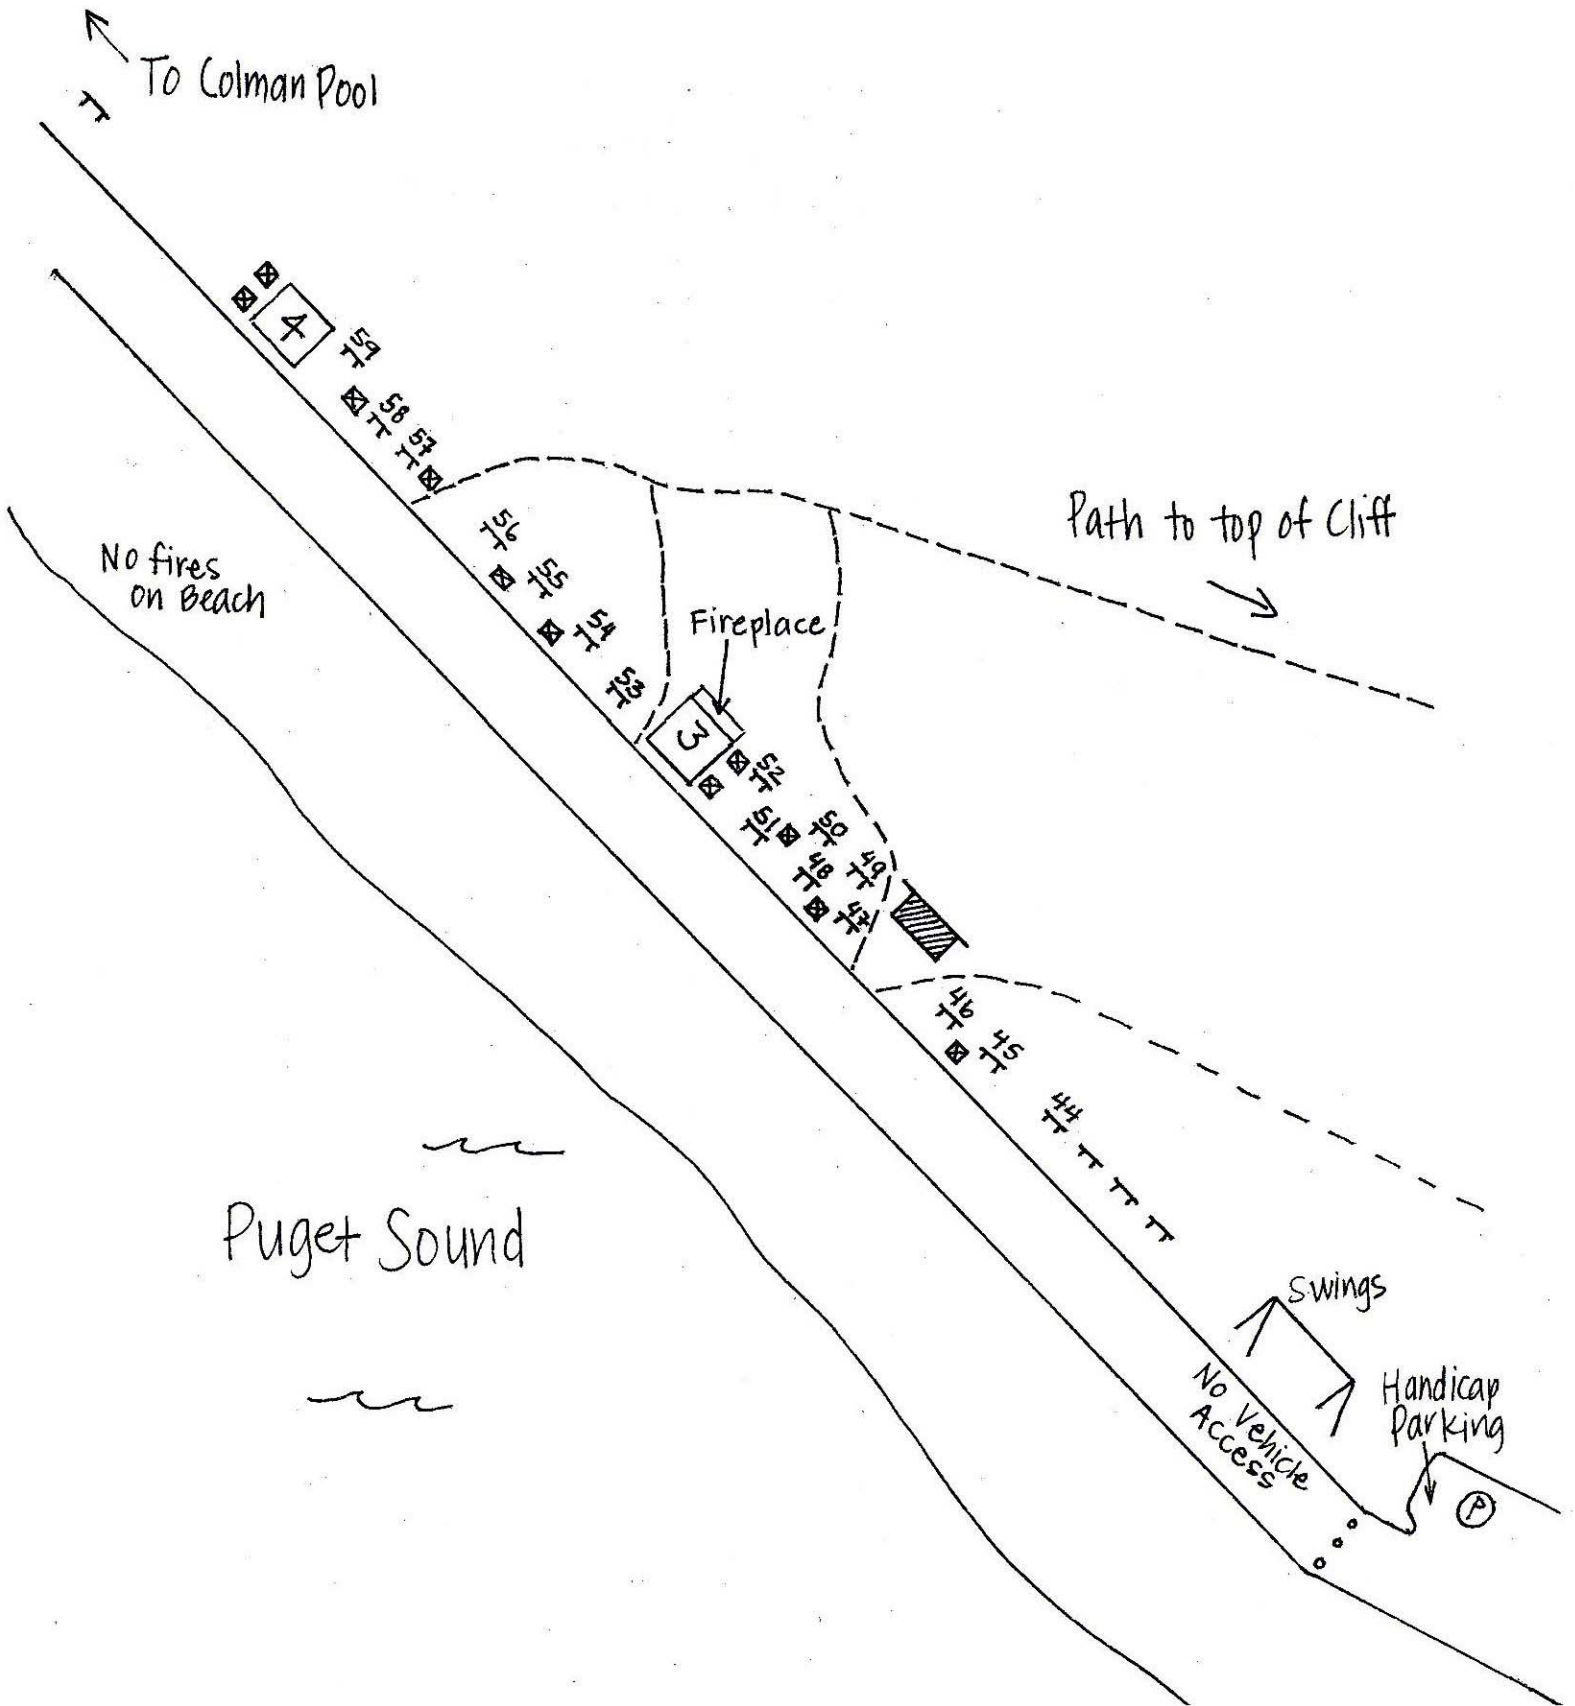 To Colman Pool
4
59
58
57
No fires
on Beach
56
55
54
53
Path to top of Cliff
Fireplace
3
52
51
50
49
48
47
46
45
44
Puget Sound
Swings
No Vehicle
Access
Handicap
Parking
P